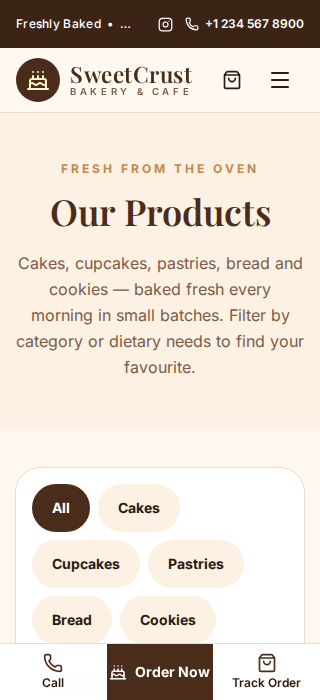 Freshly Baked • ...
+1 234 567 8900
SweetCrust
BAKERY & CAFE
FRESH FROM THE OVEN
Our Products
Cakes, cupcakes, pastries, bread and
cookies — baked fresh every
morning in small batches. Filter by
category or dietary needs to find your
favourite.
All
Cakes
Cupcakes
Pastries
Bread
Cookies
Call
Order Now
Track Order